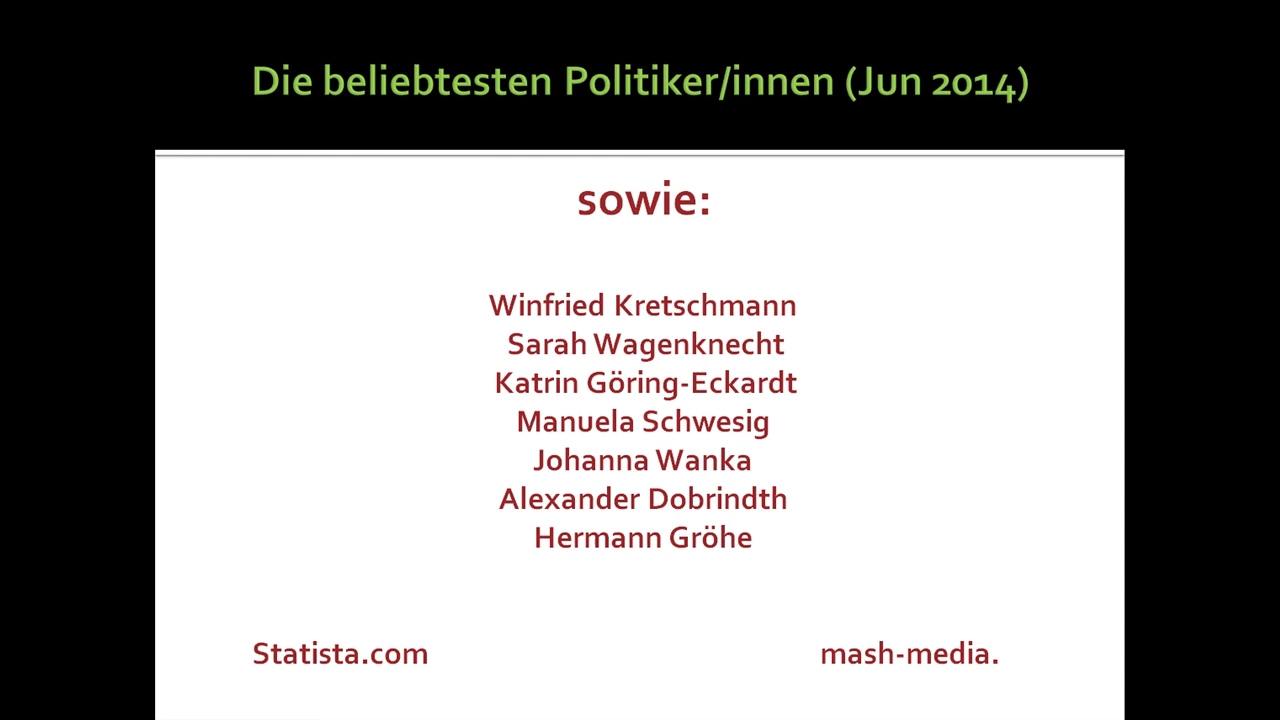 Die beliebtesten Politiker/innen (Jun 2014)
sowie:
Winfried Kretschmann
Sarah Wagenknecht
Katrin Göring-Eckardt
Manuela Schwesig
Johanna Wanka
Alexander Dobrindth
Hermann Gröhe
Statista.com
mash-media.